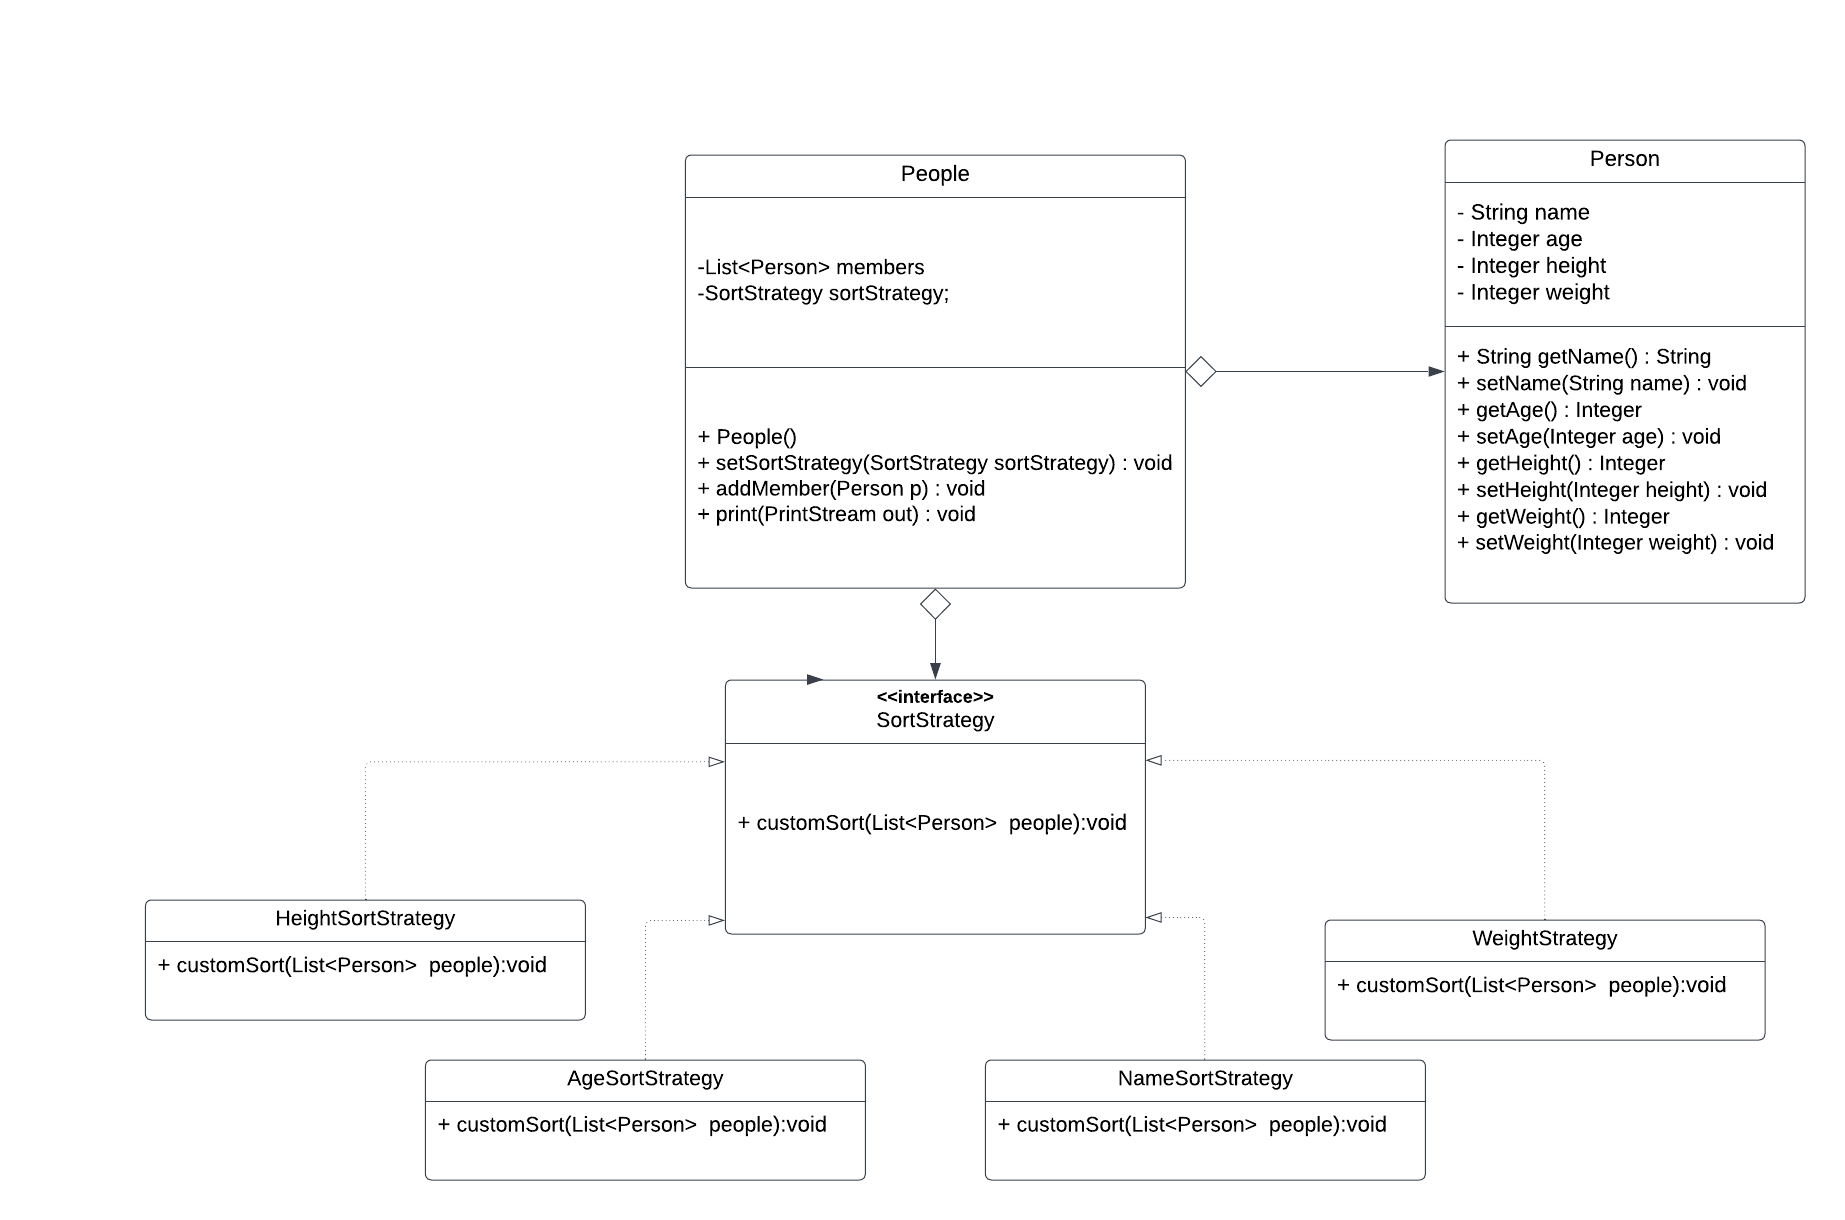 People
-List<Person> members
-SortStrategy sortStrategy;
+ People()
+ setSortStrategy(SortStrategy sortStrategy) : void
+ addMember(Person p) : void
+ print(PrintStream out) : void
Person
- String name
- Integer age
- Integer height
- Integer weight
+ String getName() : String
+ setName(String name) : void
+ getAge() : Integer
+ setAge(Integer age) : void
+ getHeight() : Integer
+ setHeight(Integer height) : void
+ getWeight() : Integer
+ setWeight(Integer weight) : void
<<interface>>
SortStrategy
+ customSort(List<Person>  people):void
HeightSortStrategy
+ customSort(List<Person>  people):void
WeightStrategy
+ customSort(List<Person>  people):void
AgeSortStrategy
+ customSort(List<Person>  people):void
NameSortStrategy
+ customSort(List<Person>  people):void